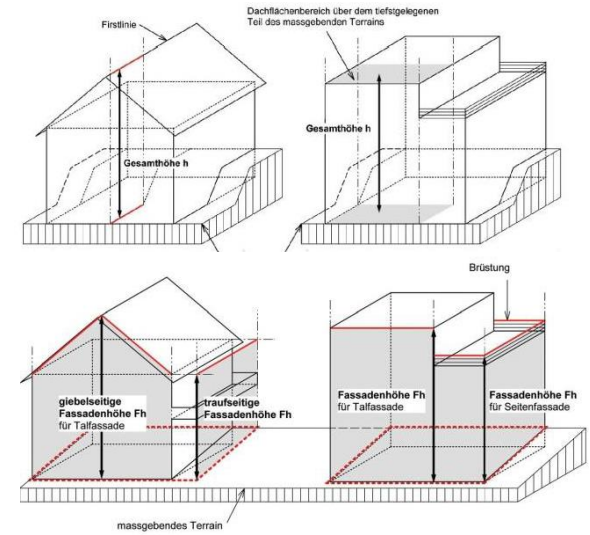 Firstlinie
Dachflächenbereich über dem tiefstgelegenen
Teil des massgebenden Terrains
Gesamthöhe h
Gesamthöhe h
Brüstung
giebelseitige
Fassadenhöhe Fh
für Talfassade
traufseitige
Fassadenhöhe Fh
Fassadenhöhe Fh
für Talfassade
Fassadenhöhe Fh
für Seitenfassade
massgebendes Terrain